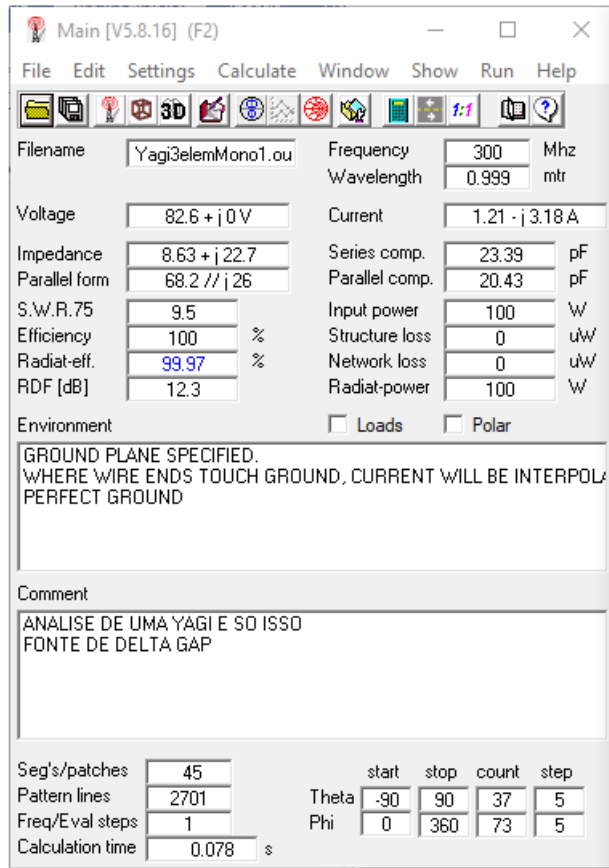 Main [V5.8.16] (F2)
File Edit Settings Calculate Window Show Run Help
3D 1:1
Filename Yagi3elemMono1.ou Frequency 300 Mhz
Wavelength 0.999 mtr
Voltage 82.6 + j 0 V Current 1.21 - j 3.18 A
Impedance 8.63 + j 22.7 Series comp. 23.39 pF
Parallel form 68.2 // j 26 Parallel comp. 20.43 pF
S.W.R.75 9.5 Input power 100 W
Efficiency 100 % Structure loss 0 uW
Radiat-eff. 99.97 % Network loss 0 uW
RDF [dB] 12.3 Radiat-power 100 W
Environment Loads Polar
GROUND PLANE SPECIFIED.
WHERE WIRE ENDS TOUCH GROUND, CURRENT WILL BE INTERPOLA
PERFECT GROUND
Comment
ANALISE DE UMA YAGI E SO ISSO
FONTE DE DELTA GAP
Seg's/patches 45 start stop count step
Pattern lines 2701 Theta -90 90 37 5
Freq/Eval steps 1 Phi 0 360 73 5
Calculation time 0.078 s